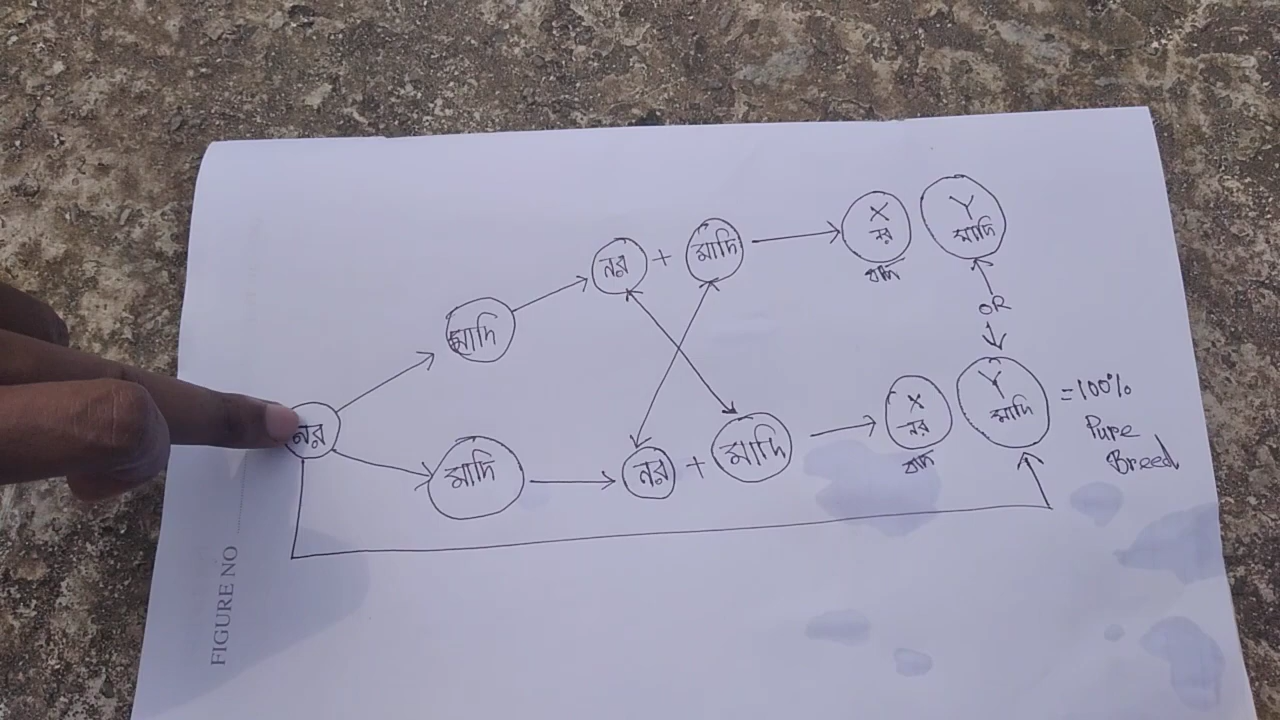 নর + মাদি
X
নর
বাদ
Y
মাদি
OR
মাদি
নর
মাদি
নর + মাদি
X
নর
বাদ
Y
মাদি
=100%
Pure
Breed
FIGURE NO